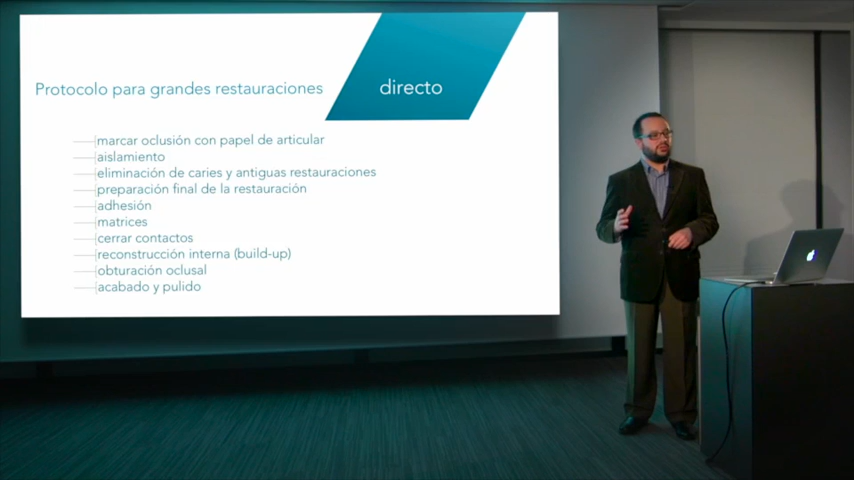 Protocolo para grandes restauraciones
directo
marcar oclusión con papel de articular
aislamiento
eliminación de caries y antiguas restauraciones
preparación final de la restauración
adhesión
matrices
cerrar contactos
reconstrucción interna (build-up)
obturación oclusal
acabado y pulido